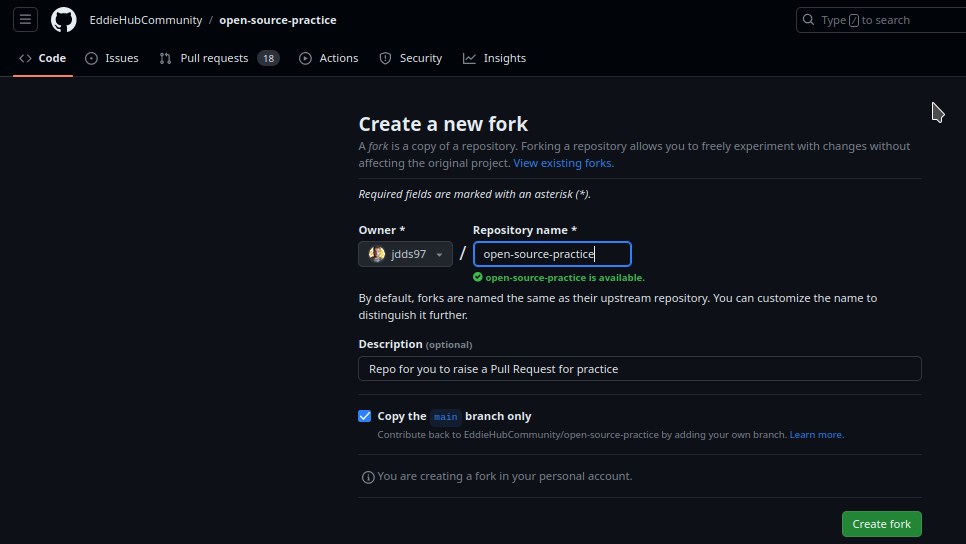 EddieHubCommunity / open-source-practice
Type / to search
Code Issues Pull requests 18 Actions Security Insights
Create a new fork
A fork is a copy of a repository. Forking a repository allows you to freely experiment with changes without
affecting the original project. View existing forks.
Required fields are marked with an asterisk (*).
Owner * Repository name *
jdds97 / open-source-practice
open-source-practice is available.
By default, forks are named the same as their upstream repository. You can customize the name to
distinguish it further.
Description (optional)
Repo for you to raise a Pull Request for practice
Copy the main branch only
Contribute back to EddieHubCommunity/open-source-practice by adding your own branch. Learn more.
You are creating a fork in your personal account.
Create fork